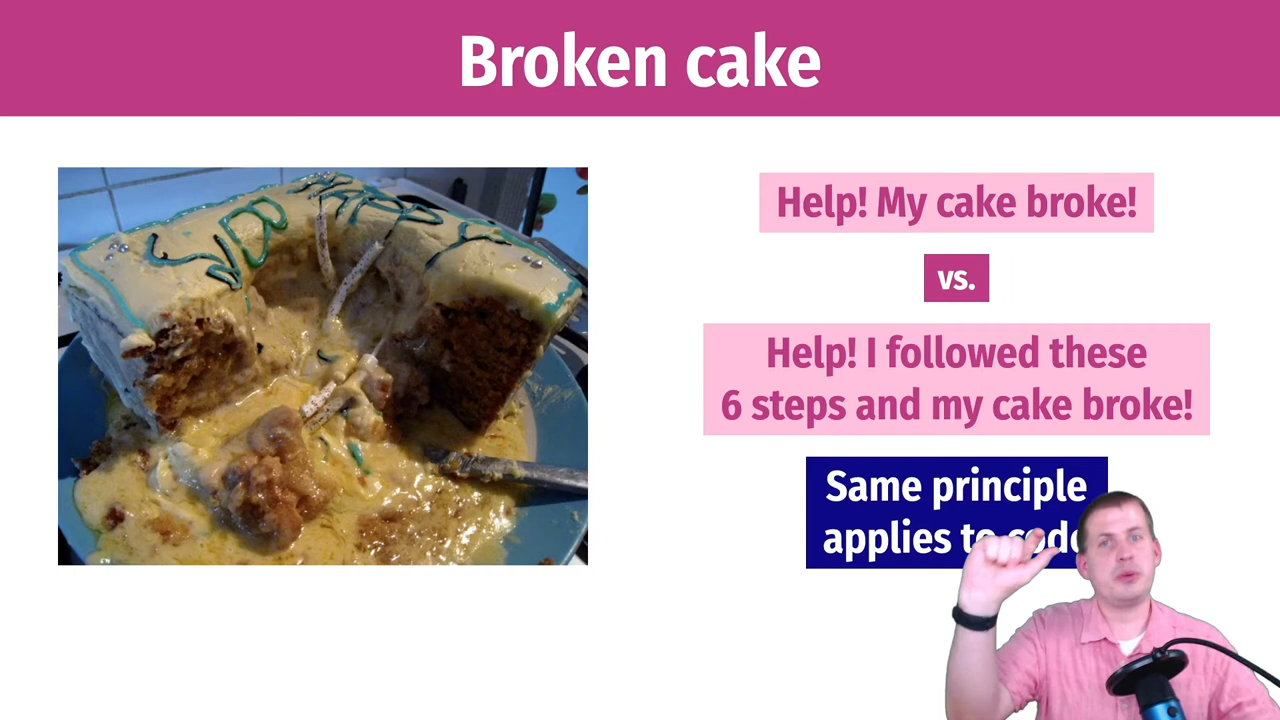 Broken cake
Help! My cake broke!
vs.
Help! I followed these
6 steps and my cake broke!
Same principle
applies to code